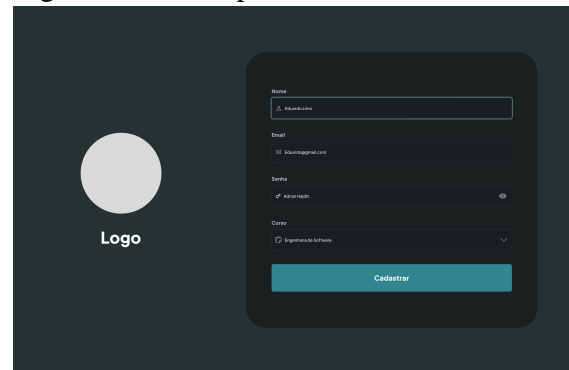 Nome
Eduardo Lima
Email
Eduardo@gmail.com
Senha
Adrian Hajdin
Curso
Engenharia de Software
Cadastrar
Logo